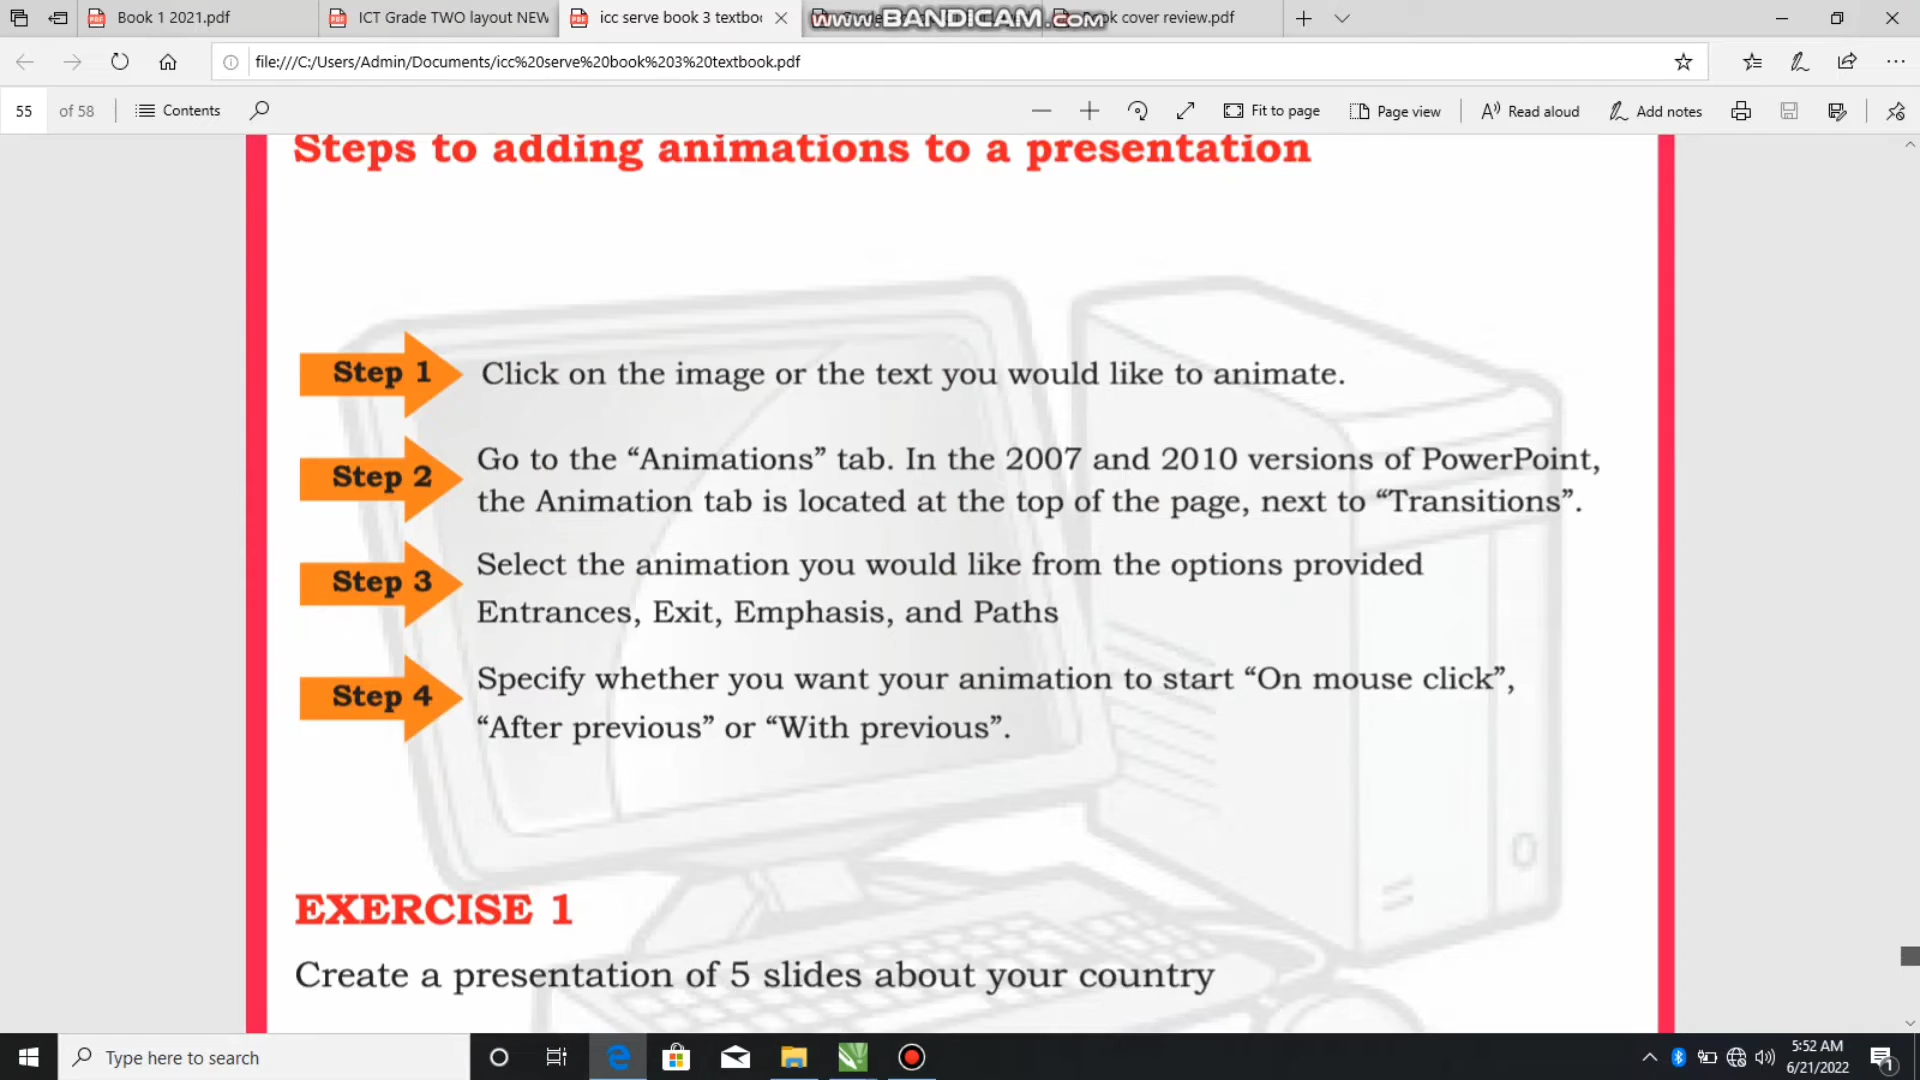 Book 1 2021.pdf
ICT Grade TWO layout NEW
icc serve book 3 textbo
www.BANDICAM.com
ok cover review.pdf
file:///C:/Users/Admin/Documents/icc%20serve%20book%203%20textbook.pdf
55 of 58
Contents
Fit to page
Page view
Read aloud
Add notes
Steps to adding animations to a presentation
Step 1
Click on the image or the text you would like to animate.
Step 2
Go to the “Animations” tab. In the 2007 and 2010 versions of PowerPoint,
the Animation tab is located at the top of the page, next to “Transitions”.
Step 3
Select the animation you would like from the options provided
Entrances, Exit, Emphasis, and Paths
Step 4
Specify whether you want your animation to start “On mouse click”,
“After previous” or “With previous”.
EXERCISE 1
Create a presentation of 5 slides about your country
Type here to search
5:52 AM
6/21/2022
1